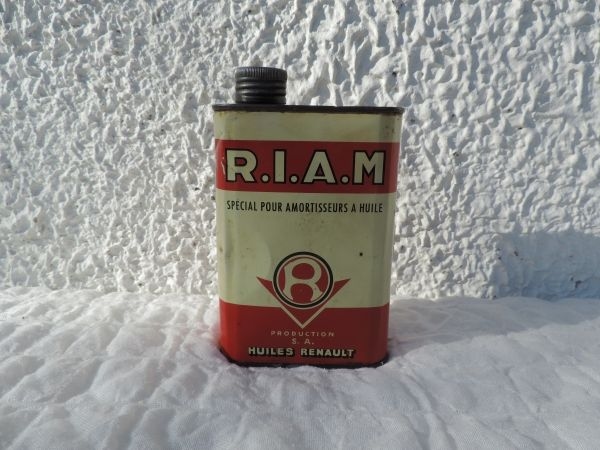 R.I.A.M
SPECIAL POUR AMORTISSEURS A HUILE
R
PRODUCTION
S. A.
HUILES RENAULT